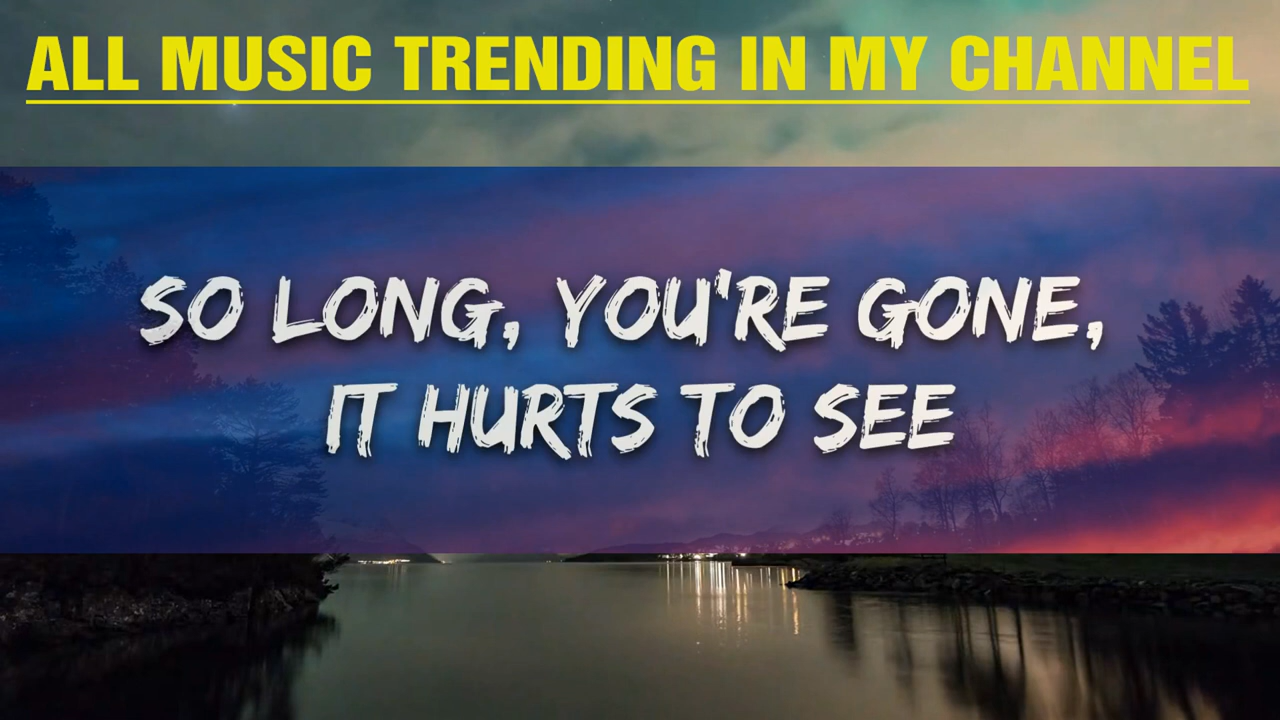 ALL MUSIC TRENDING IN MY CHANNEL
SO LONG, YOU'RE GONE,
IT HURTS TO SEE